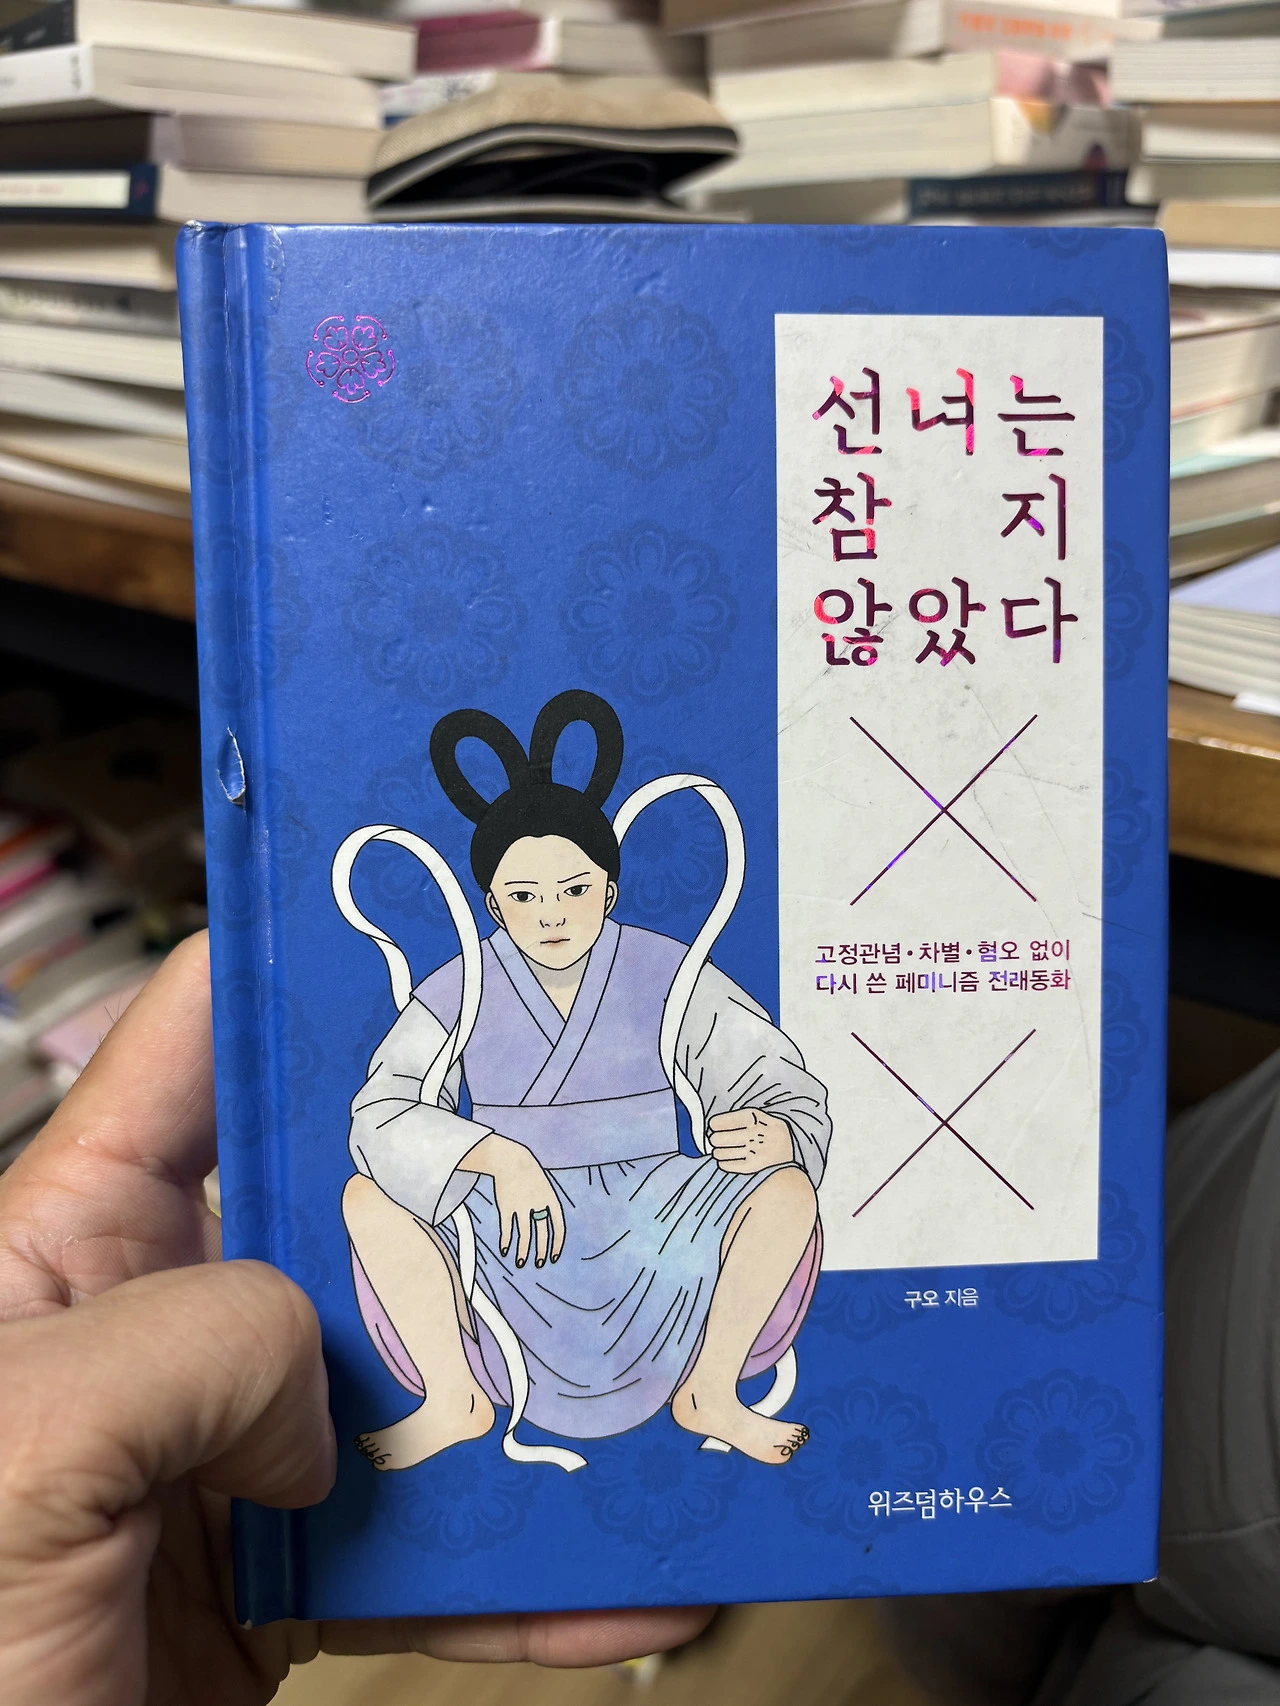 선녀는
참 지
않았다
고정관념·차별·혐오 없이
다시 쓴 페미니즘 전래동화
구오 지음
위즈덤하우스